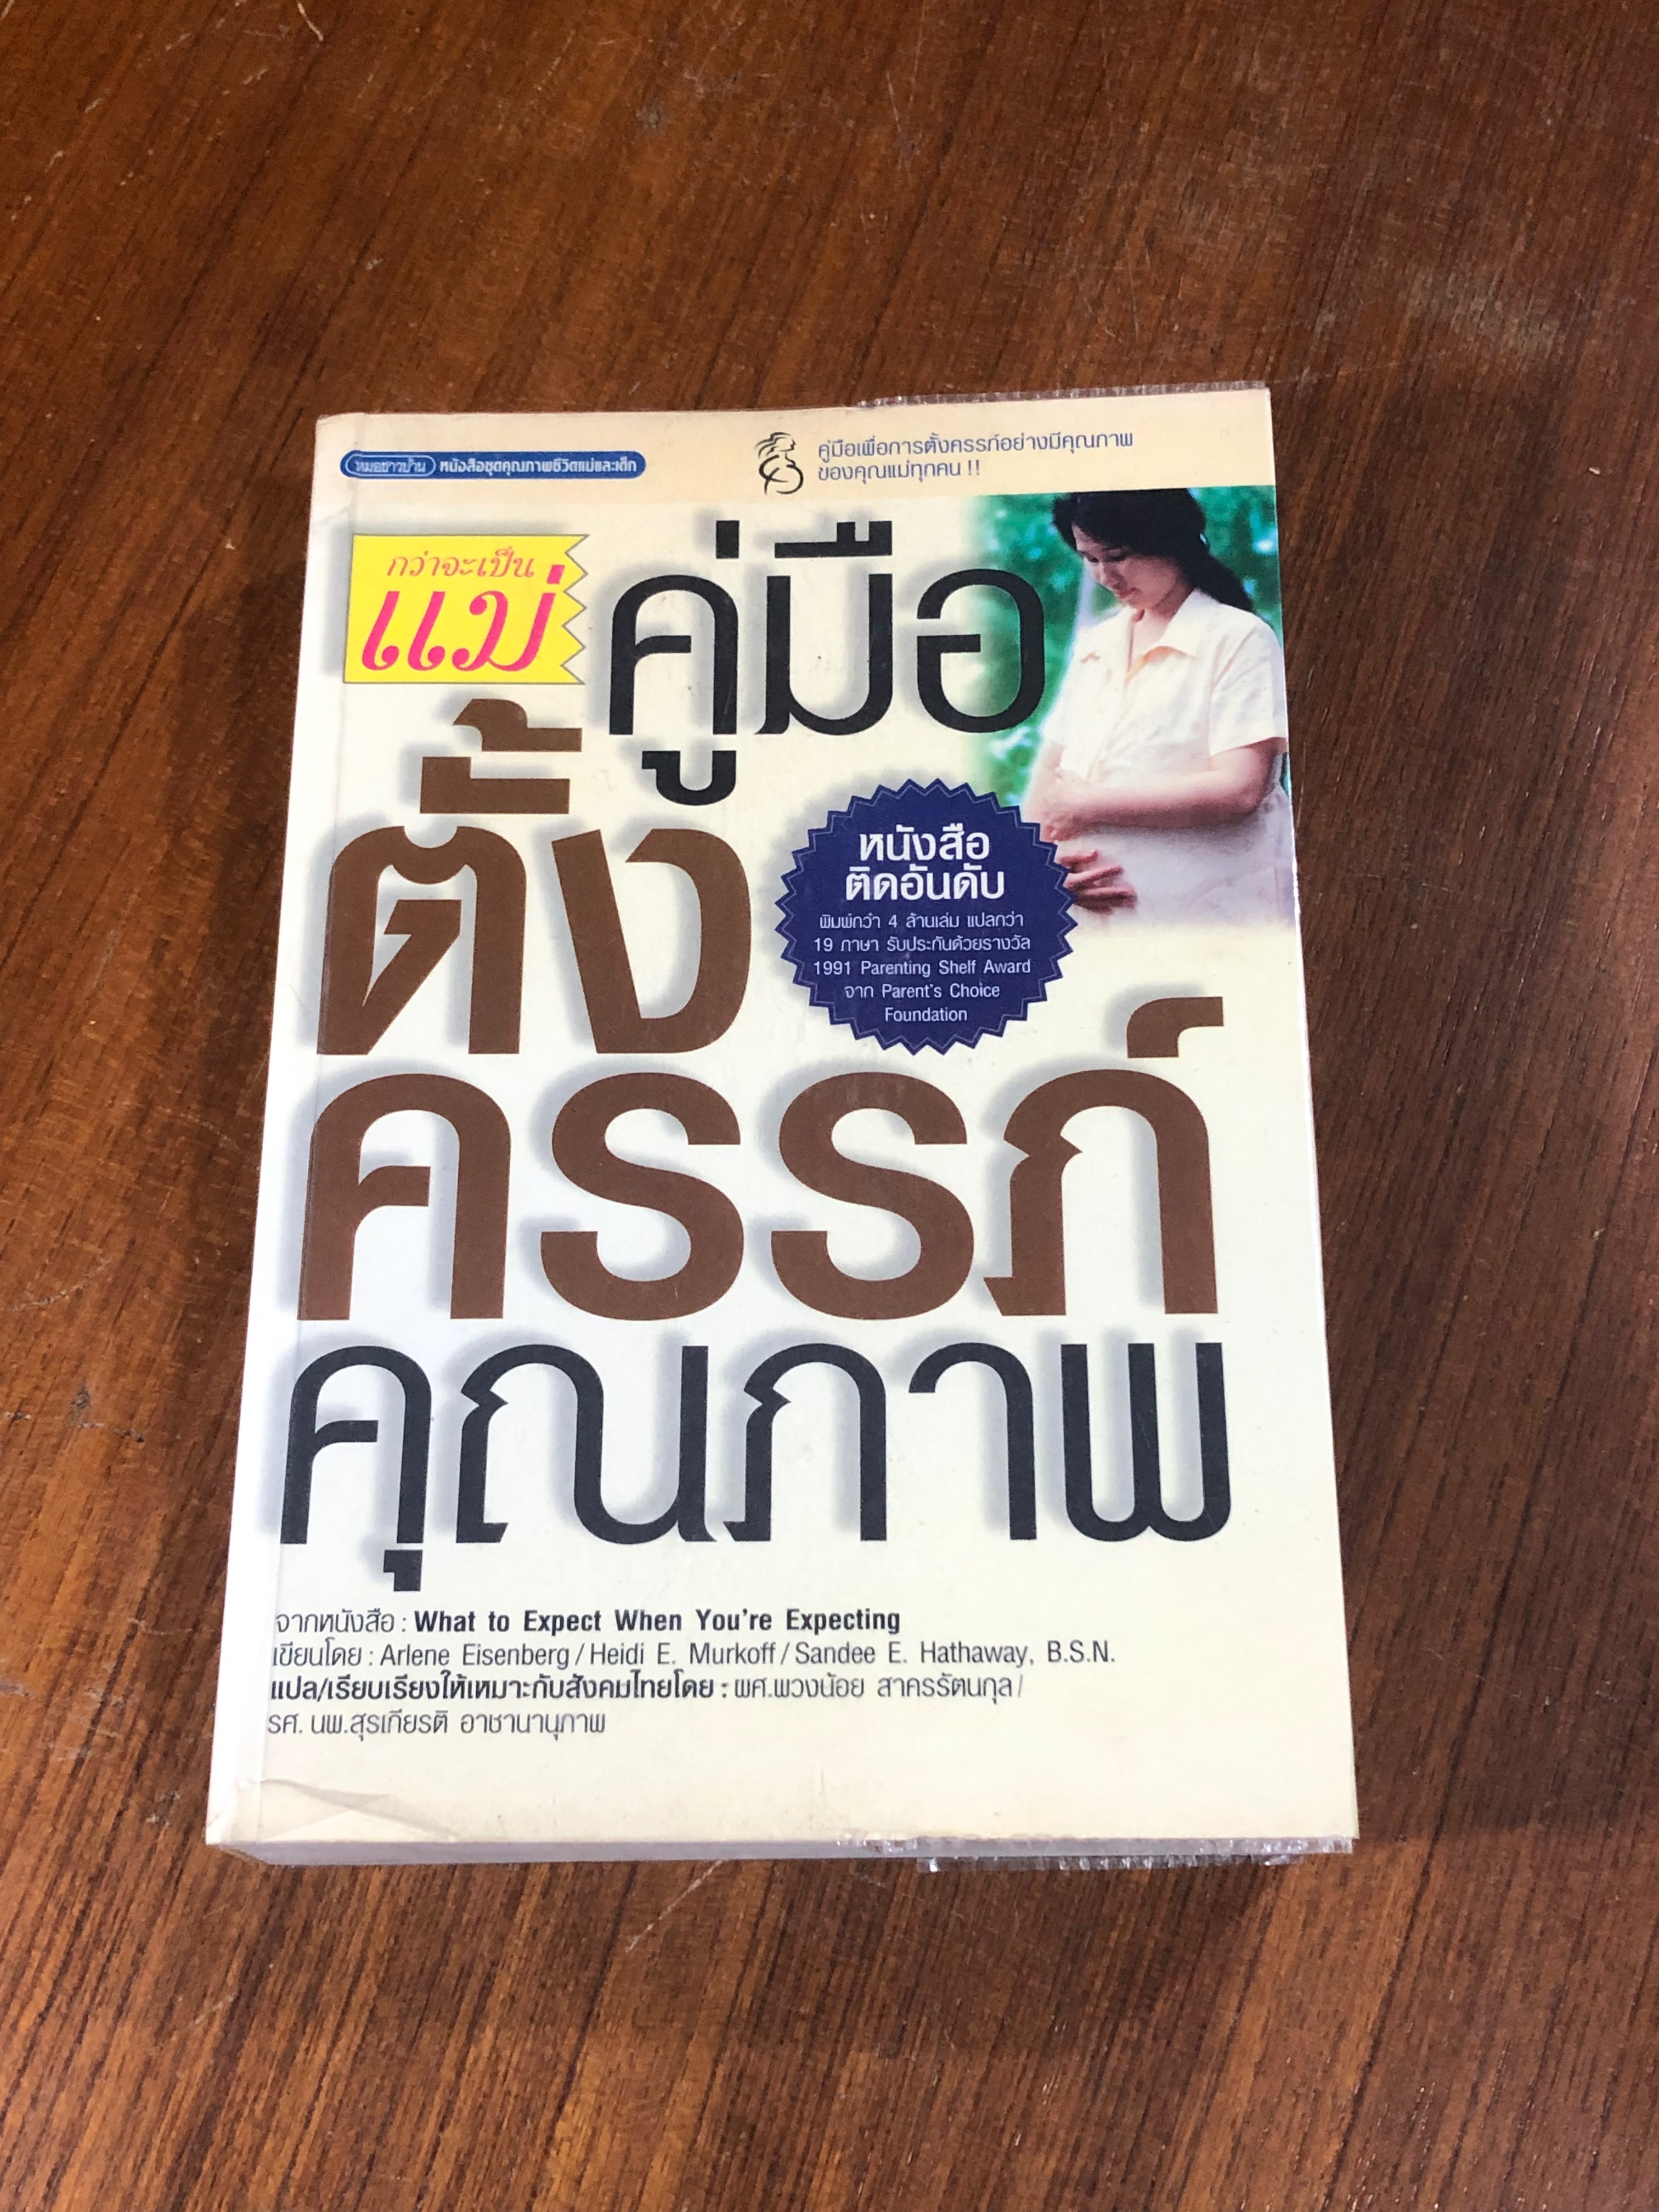 หมอชาวบ้าน หนังสือชุดคุณภาพชีวิตแม่และเด็ก
คู่มือเพื่อการตั้งครรภ์อย่างมีคุณภาพ
ของคุณแม่ทุกคน !!
กว่าจะเป็น
แม่
คู่มือ
ตั้ง
ครรภ์
คุณภาพ
หนังสือ
ติดอันดับ
พิมพ์กว่า 4 ล้านเล่ม แปลกว่า
19 ภาษา รับประกันด้วยรางวัล
1991 Parenting Shelf Award
จาก Parent's Choice
Foundation
จากหนังสือ : What to Expect When You're Expecting
เขียนโดย : Arlene Eisenberg / Heidi E. Murkoff / Sandee E. Hathaway, B.S.N.
แปล/เรียบเรียงให้เหมาะกับสังคมไทยโดย : ผศ.พวงน้อย สาครรัตนกุล /
รศ. นพ.สุรเกียรติ อาชานานุภาพ